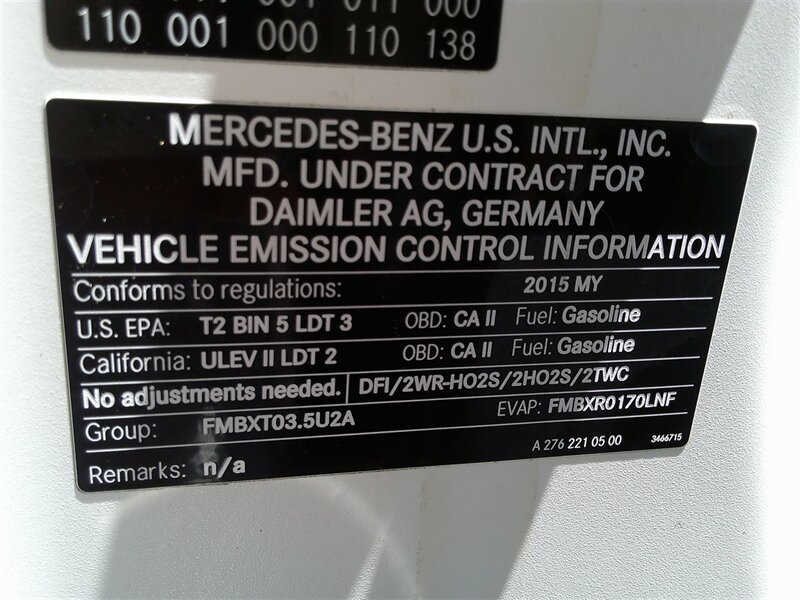 011 000
110 001 000 110 138
MERCEDES-BENZ U.S. INTL., INC.
MFD. UNDER CONTRACT FOR
DAIMLER AG, GERMANY
VEHICLE EMISSION CONTROL INFORMATION
Conforms to regulations: 2015 MY
U.S. EPA: T2 BIN 5 LDT 3 OBD: CA II Fuel: Gasoline
California: ULEV II LDT 2 OBD: CA II Fuel: Gasoline
No adjustments needed. DFI/2WR-HO2S/2HO2S/2TWC
Group: FMBXT03.5U2A EVAP: FMBXR0170LNF
A 276 221 05 00 3466715
Remarks: n/a